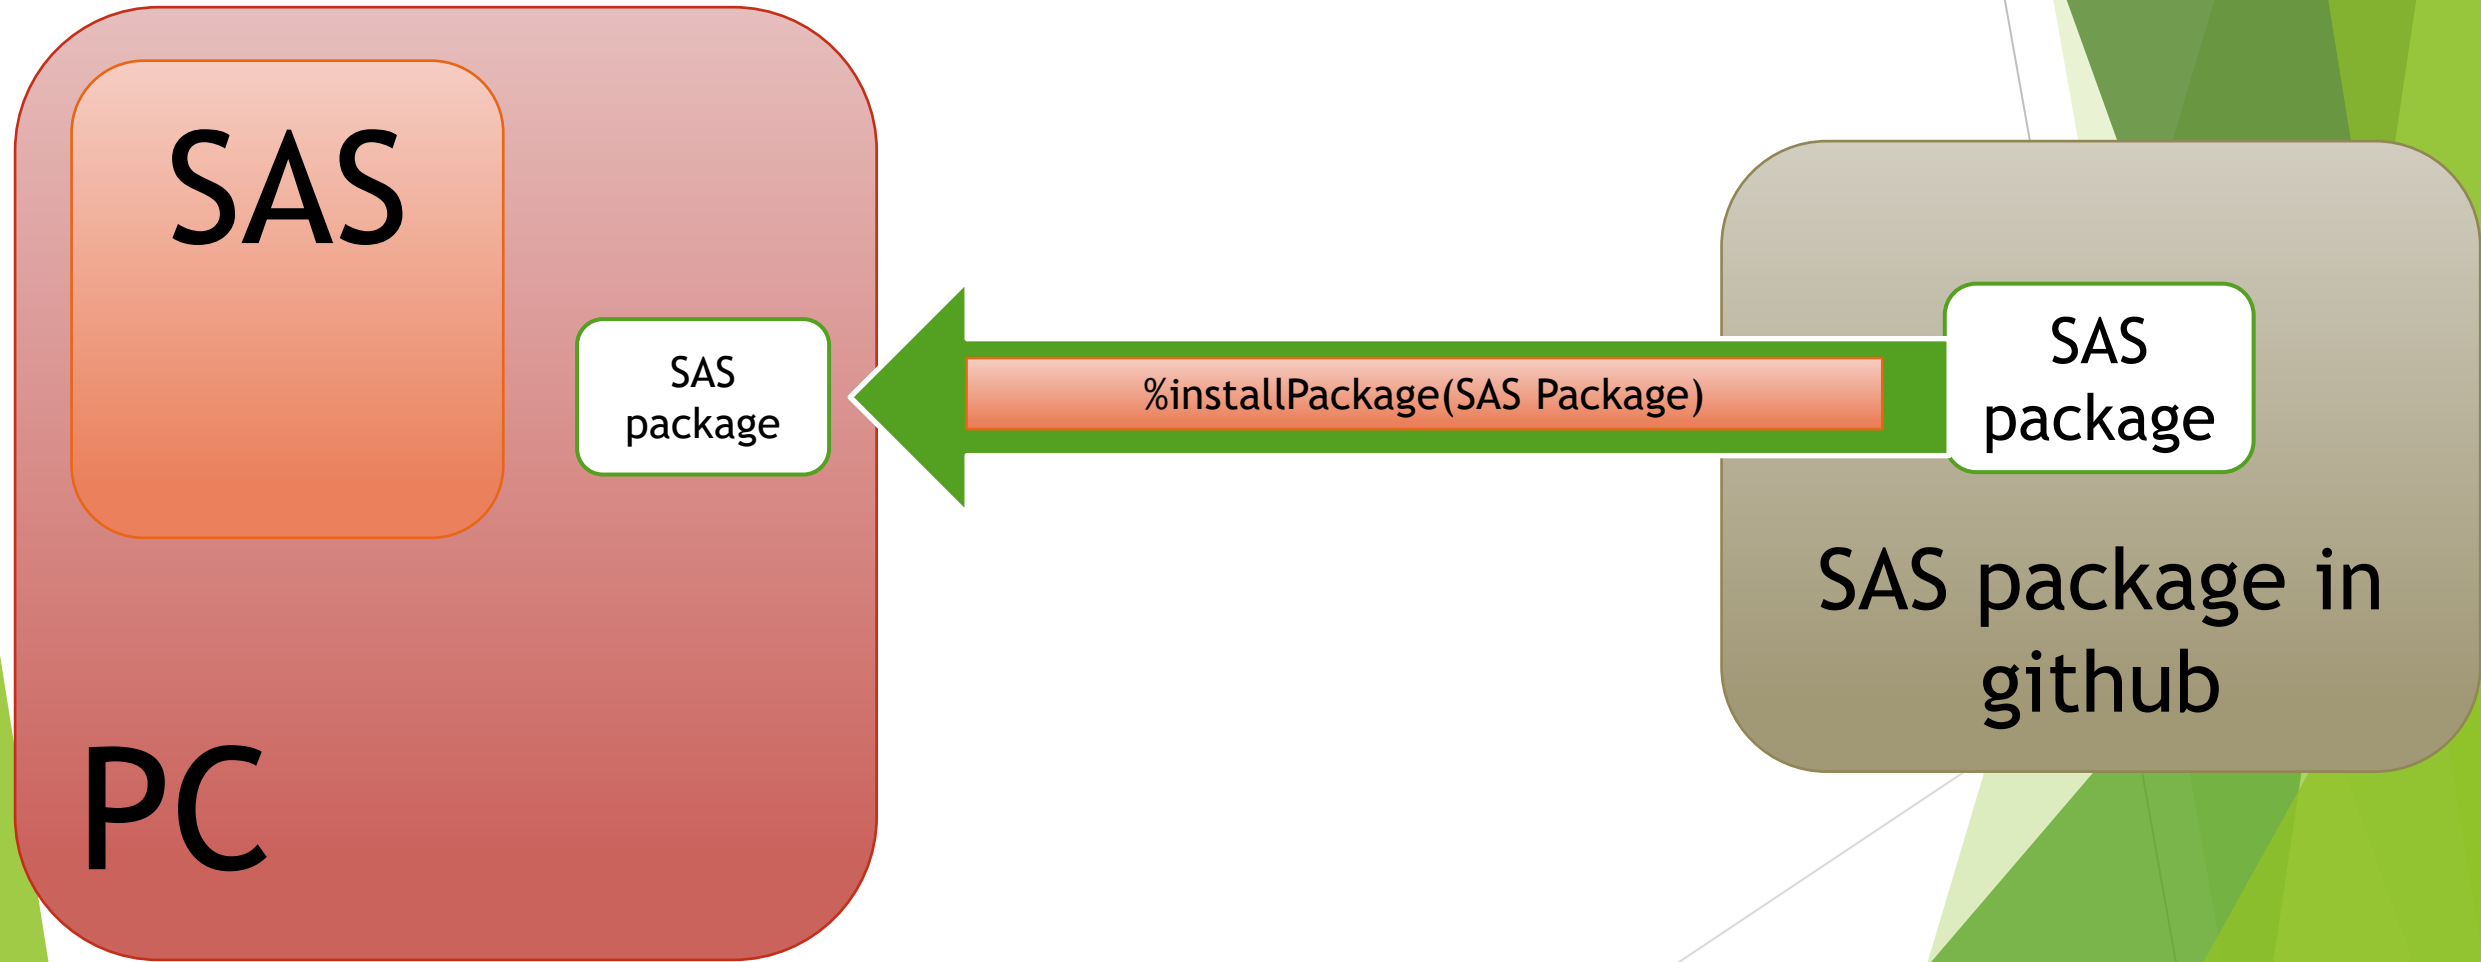 SAS
SAS
package
PC
%installPackage(SAS Package)
SAS
package
SAS package in
github